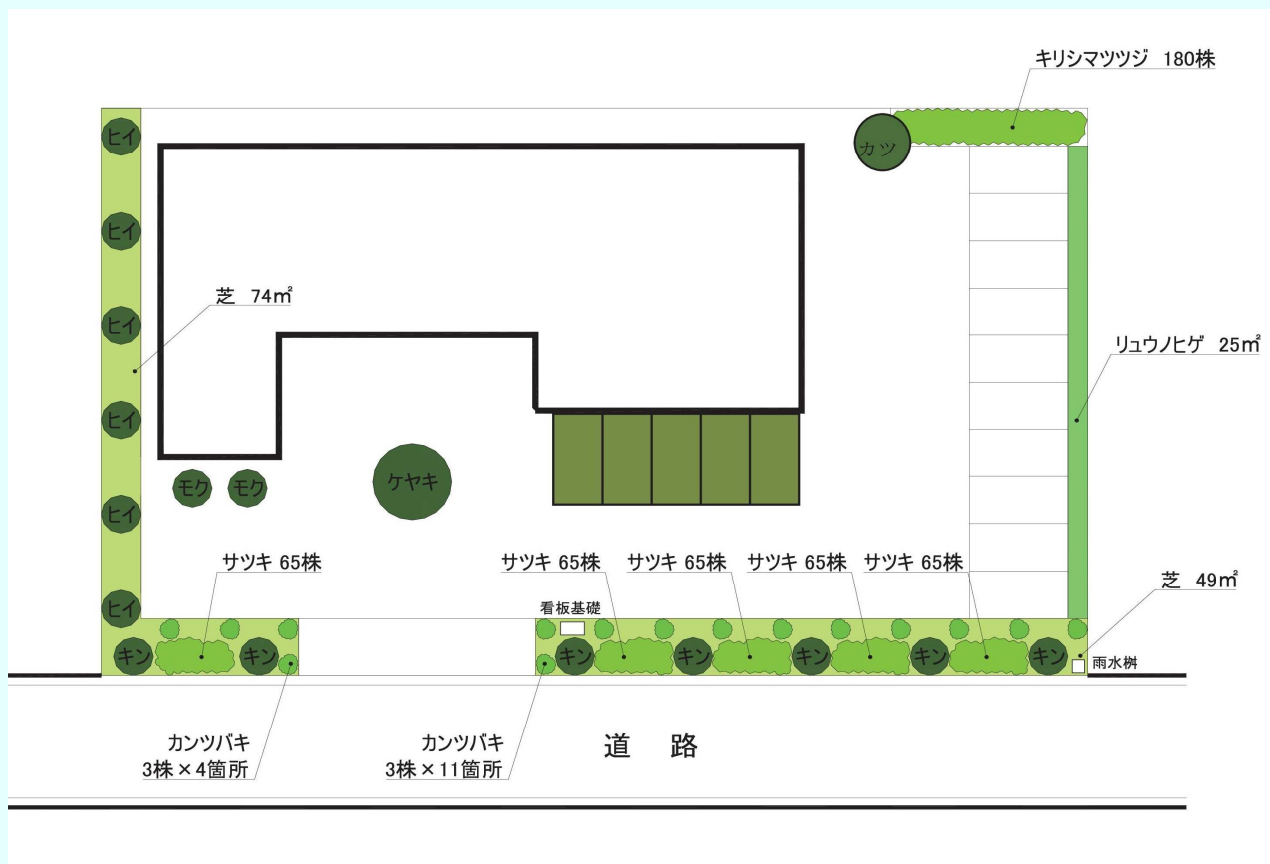 キリシマツツジ 180株
カツ
ヒイ
ヒイ
芝 74㎡
ヒイ
リュウノヒゲ 25㎡
ヒイ
モク
モク
ケヤキ
ヒイ
サツキ 65株
サツキ 65株
サツキ 65株
サツキ 65株
サツキ 65株
芝 49㎡
ヒイ
看板基礎
キン
キン
キン
キン
キン
キン
キン
雨水桝
カンツバキ
3株×4箇所
カンツバキ
3株×11箇所
道 路